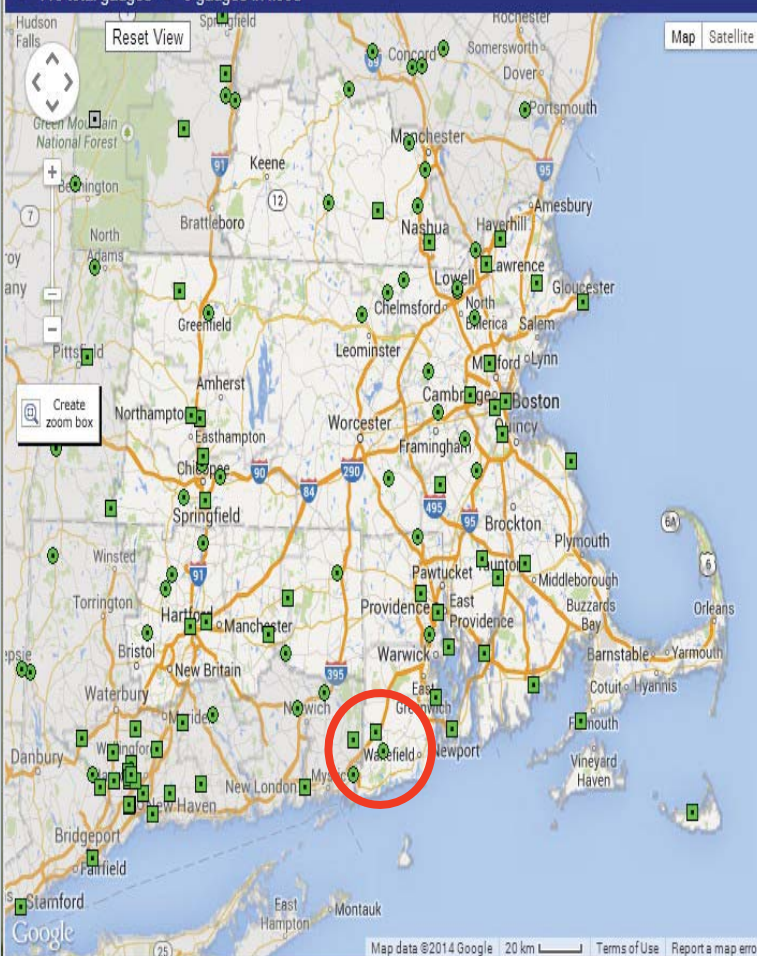 Hudson
Falls
Springfield
Rochester
Reset View
Concord
Somersworth
Map
Satellite
89
Dover
Portsmouth
Green Mountain
National Forest
Manchester
91
Keene
95
12
Bennington
Amesbury
7
Brattleboro
Nashua
Haverhill
North
Adams
Lawrence
Lowell
Gloucester
Chelmsford
North
Billerica
Salem
Greenfield
Leominster
Pittsfield
Medford
Lynn
Amherst
Cambridge
Boston
Create
zoom box
Northampton
Worcester
Quincy
Easthampton
Framingham
Chicopee
90
290
84
495
95
Springfield
Brockton
6A
Winsted
Plymouth
6
Pawtucket
Taunton
Middleborough
91
Torrington
Providence
East
Providence
Buzzards
Bay
Orleans
Hartford
Manchester
Bristol
Warwick
Barnstable
Yarmouth
New Britain
395
Cotuit
Hyannis
Waterbury
East
Greenwich
Meriden
Norwich
Falmouth
Danbury
Wallingford
Wakefield
Newport
Vineyard
Haven
New London
Mystic
New Haven
Bridgeport
Fairfield
Stamford
East
Hampton
Montauk
Google
25
Map data ©2014 Google
20 km
Terms of Use
Report a map erro